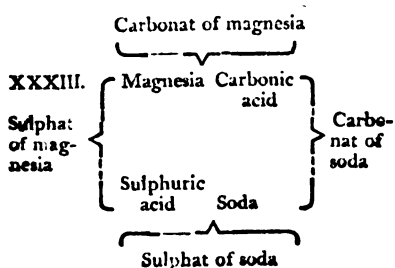 Carbonat of magnesia
XXXIII.
Magnesia Carbonic
acid
Sulphat
of mag-
nesia
Carbo-
nat of
soda
Sulphuric
acid Soda
Sulphat of soda